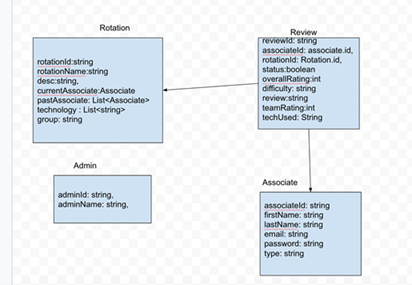 Rotation
rotationId:string
rotationName:string
desc:string,
currentAssociate:Associate
pastAssociate: List<Associate>
technology : List<string>
group: string
Review
reviewId: string
associateId: associate.id,
rotationId: Rotation.id,
status:boolean
overallRating:int
difficulty: string
review:string
teamRating:int
techUsed: String
Admin
adminId: string,
adminName: string,
Associate
associateId: string
firstName: string
lastName: string
email: string
password: string
type: string